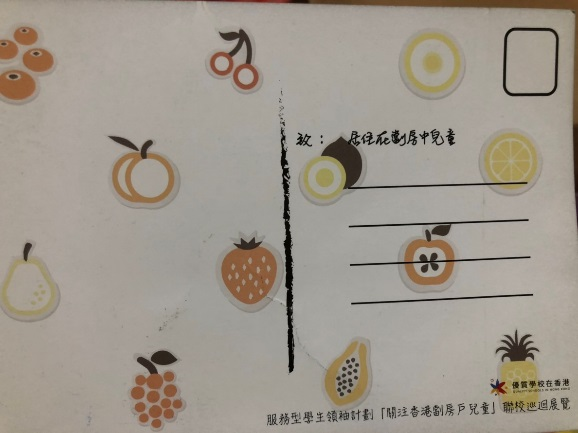 致： 居住在劏房中兒童
優質學校在香港
服務型學生領袖計劃「關注香港劏房戶兒童」聯校巡迴展覽